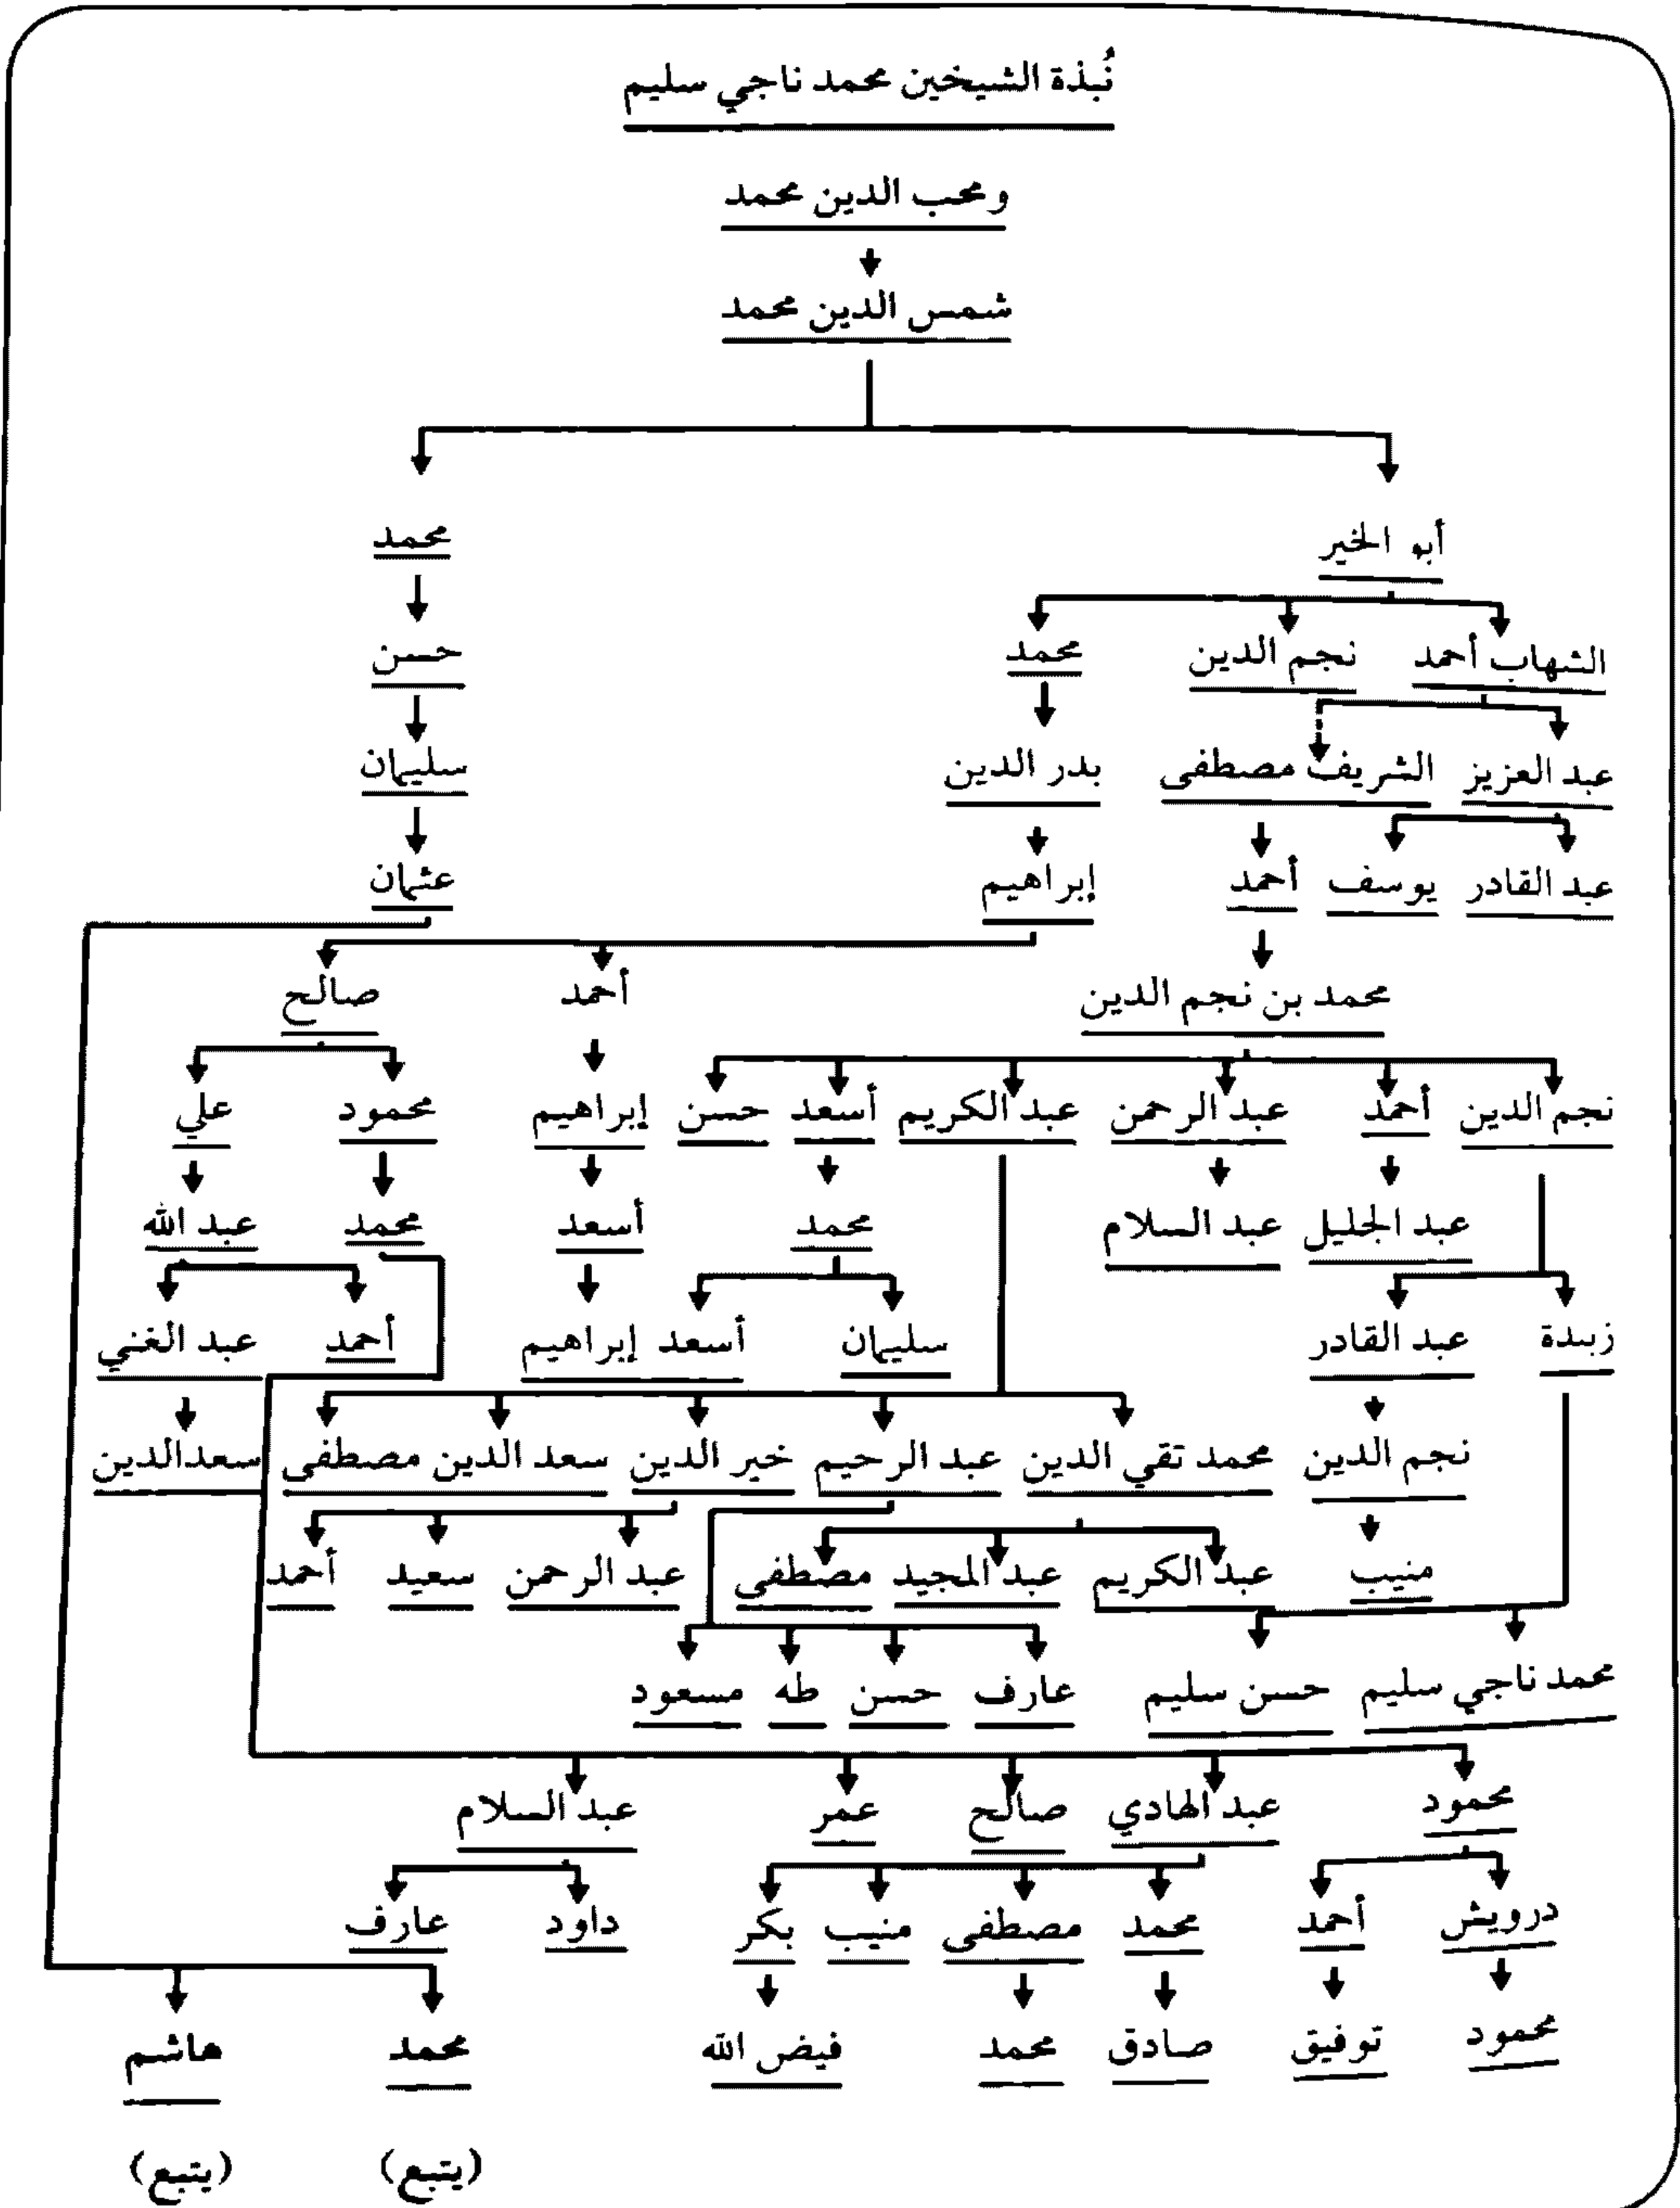 نُبذة الشيخين محمد ناجي سليم
ومحب الدين محمد
شمس الدين محمد
أبو الخير محمد
الشهاب أحمد نجم الدين محمد حسن
عبد العزيز الشريف مصطفى بدر الدين سليمان
عبد القادر يوسف أحمد إبراهيم عثمان
محمد بن نجم الدين أحمد صالح
نجم الدين أحمد عبد الرحمن عبد الكريم أسعد حسن إبراهيم محمود علي
عبد الجليل عبد السلام محمد أسعد محمد عبد الله
زبيدة عبد القادر سليمان أسعد إبراهيم أحمد عبد الغني
نجم الدين محمد تقي الدين عبد الرحيم خير الدين سعد الدين مصطفى سعدالدين
منيب عبد الكريم عبد المجيد مصطفى عبد الرحمن سعيد أحمد
محمد ناجي سليم حسن سليم عارف حسن طه مسعود
محمود عبد الهادي صالح عمر عبد السلام
درويش أحمد محمد مصطفى منيب بكر داود عارف
محمود توفيق صادق محمد فيض الله محمد هاشم
(يتبع) (يتبع)